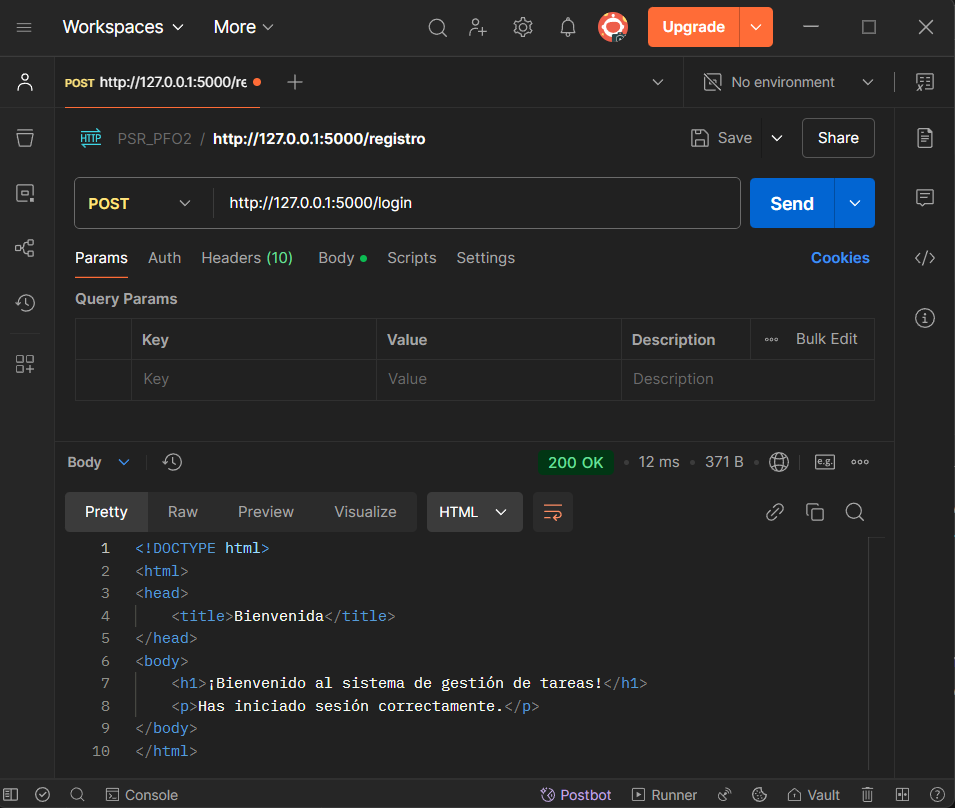 Workspaces More Upgrade
POST http://127.0.0.1:5000/re No environment
HTTP PSR_PFO2 / http://127.0.0.1:5000/registro Save Share
POST http://127.0.0.1:5000/login Send
Params Auth Headers (10) Body Scripts Settings Cookies
Query Params
Key Value Description Bulk Edit
Key Value Description
Body 200 OK 12 ms 371 B e.g.
Pretty Raw Preview Visualize HTML
1 <!DOCTYPE html>
2 <html>
3 <head>
4 <title>Bienvenida</title>
5 </head>
6 <body>
7 <h1>¡Bienvenido al sistema de gestión de tareas!</h1>
8 <p>Has iniciado sesión correctamente.</p>
9 </body>
10 </html>
Console Postbot Runner Vault